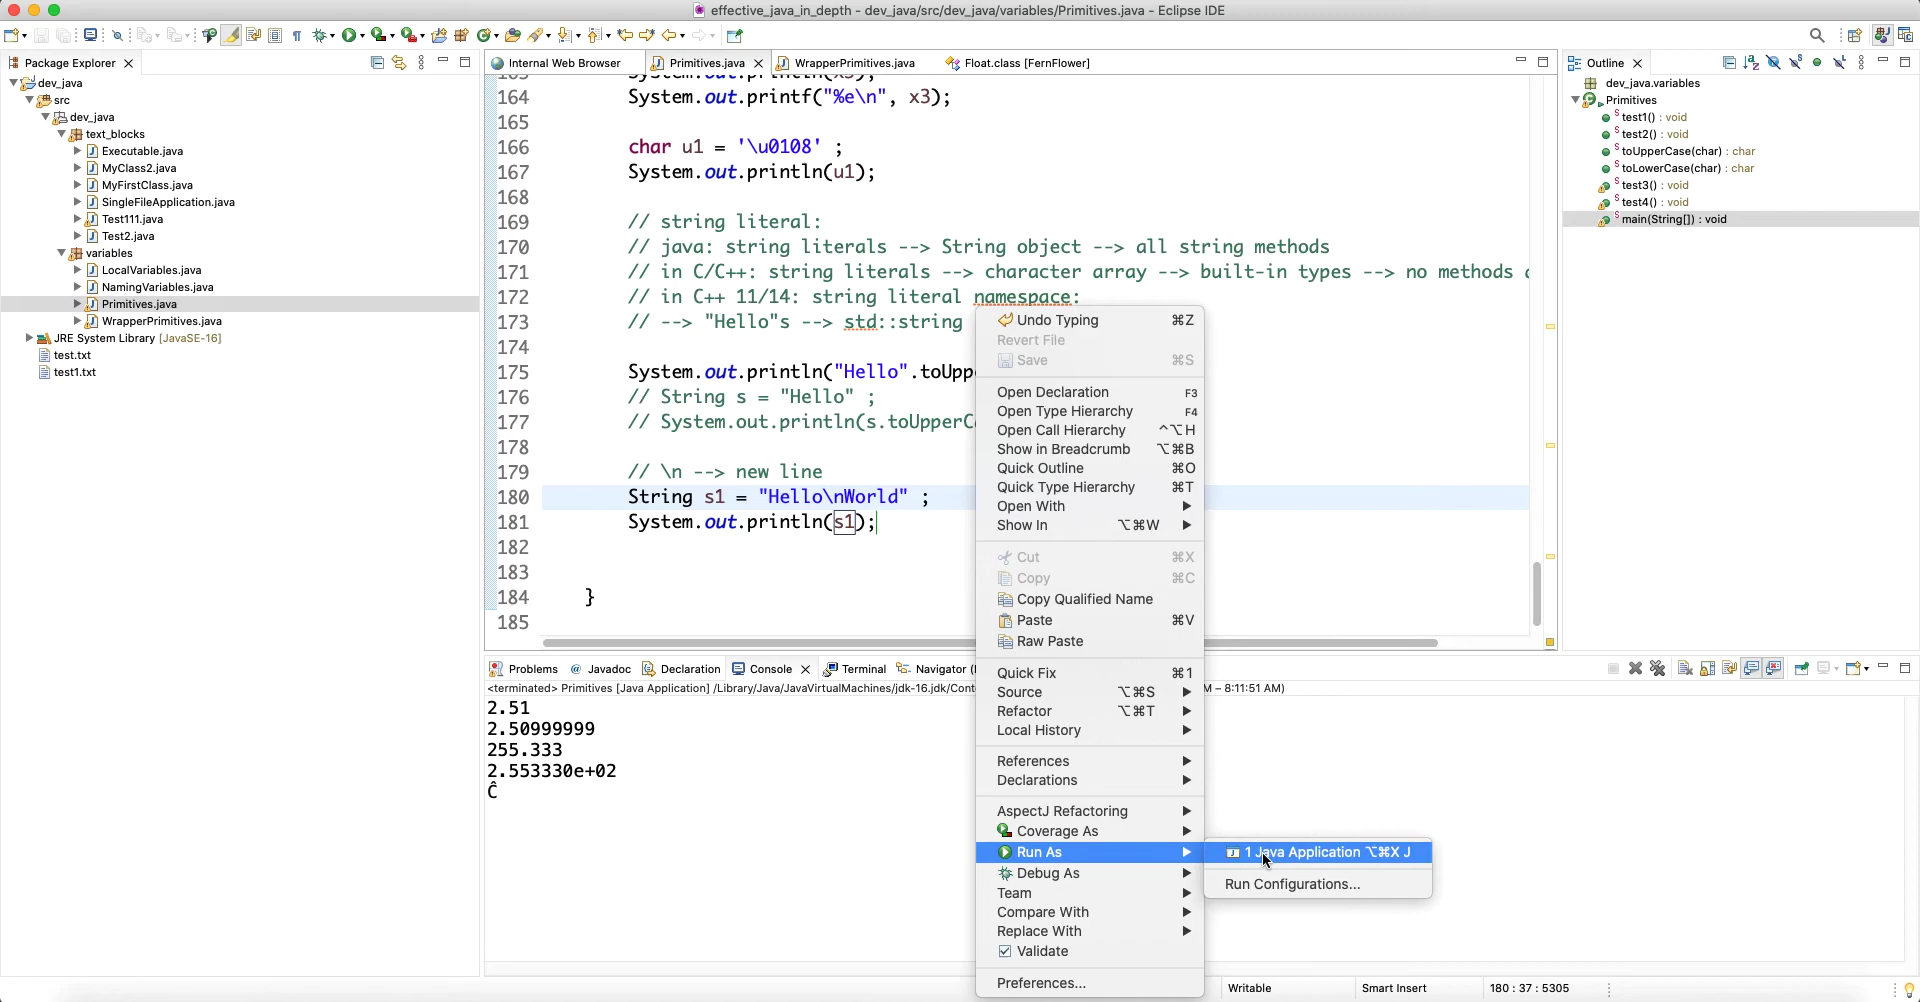 effective_java_in_depth - dev_java/src/dev_java/variables/Primitives.java - Eclipse IDE
Package Explorer
dev_java
src
dev_java
text_blocks
Executable.java
MyClass2.java
MyFirstClass.java
SingleFileApplication.java
Test111.java
Test2.java
variables
LocalVariables.java
NamingVariables.java
Primitives.java
WrapperPrimitives.java
JRE System Library [JavaSE-16]
test.txt
test1.txt
Internal Web Browser
Primitives.java
WrapperPrimitives.java
Float.class [FernFlower]
164 System.out.printf("%e\n", x3);
165
166 char u1 = '\u0108' ;
167 System.out.println(u1);
168
169 // string literal:
170 // java: string literals --> String object --> all string methods
171 // in C/C++: string literals --> character array --> built-in types --> no methods
172 // in C++ 11/14: string literal namespace:
173 // --> "Hello"s --> std::string
174
175 System.out.println("Hello".toUpp
176 // String s = "Hello" ;
177 // System.out.println(s.toUpperC
178
179 // \n --> new line
180 String s1 = "Hello\nWorld" ;
181 System.out.println(s1);
182
183
184 }
185
Undo Typing ⌘Z
Revert File
Save ⌘S
Open Declaration F3
Open Type Hierarchy F4
Open Call Hierarchy ^⌥H
Show in Breadcrumb ⌥⌘B
Quick Outline ⌘O
Quick Type Hierarchy ⌘T
Open With
Show In ⌥⌘W
Cut ⌘X
Copy ⌘C
Copy Qualified Name
Paste ⌘V
Raw Paste
Quick Fix ⌘1
Source ⌥⌘S
Refactor ⌥⌘T
Local History
References
Declarations
AspectJ Refactoring
Coverage As
Run As
Debug As
Team
Compare With
Replace With
Validate
Preferences...
1 Java Application ⌥⌘X J
Run Configurations...
Outline
dev_java.variables
Primitives
test1() : void
test2() : void
toUpperCase(char) : char
toLowerCase(char) : char
test3() : void
test4() : void
main(String[]) : void
Problems
@ Javadoc
Declaration
Console
Terminal
Navigator (
<terminated> Primitives [Java Application] /Library/Java/JavaVirtualMachines/jdk-16.jdk/Cont
M – 8:11:51 AM)
2.51
2.50999999
255.333
2.553330e+02
Ĉ
Writable
Smart Insert
180 : 37 : 5305